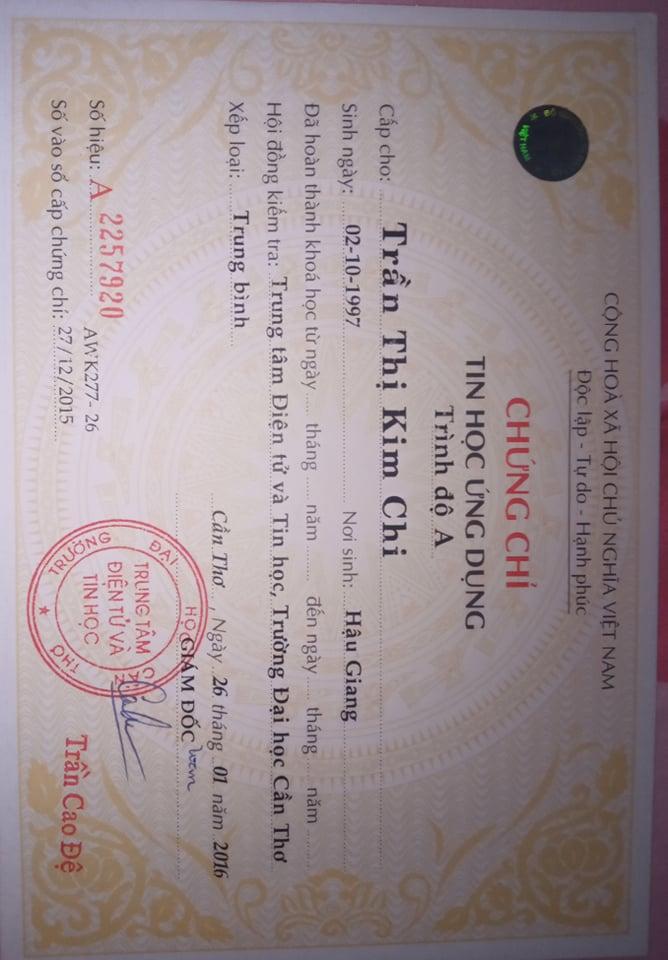 CỘNG HOÀ XÃ HỘI CHỦ NGHĨA VIỆT NAM
Độc lập - Tự do - Hạnh phúc
VIỆT NAM
CHỨNG CHỈ
TIN HỌC ỨNG DỤNG
Trình độ A
Cấp cho: Trần Thị Kim Chi
Sinh ngày: 02-10-1997 Nơi sinh: Hậu Giang
Đã hoàn thành khoá học từ ngày ..... tháng ..... năm ........ đến ngày ..... tháng ..... năm ........
Hội đồng kiểm tra: Trung tâm Điện tử và Tin học, Trường Đại học Cần Thơ
Xếp loại: Trung bình
Cần Thơ, Ngày 26 tháng 01 năm 2016
GIÁM ĐỐC
TRƯỜNG ĐẠI HỌC CẦN THƠ
TRUNG TÂM
ĐIỆN TỬ VÀ
TIN HỌC
Số hiệu: A 2257920 AWK277- 26
Số vào sổ cấp chứng chỉ: 27/12/2015
Trần Cao Đệ